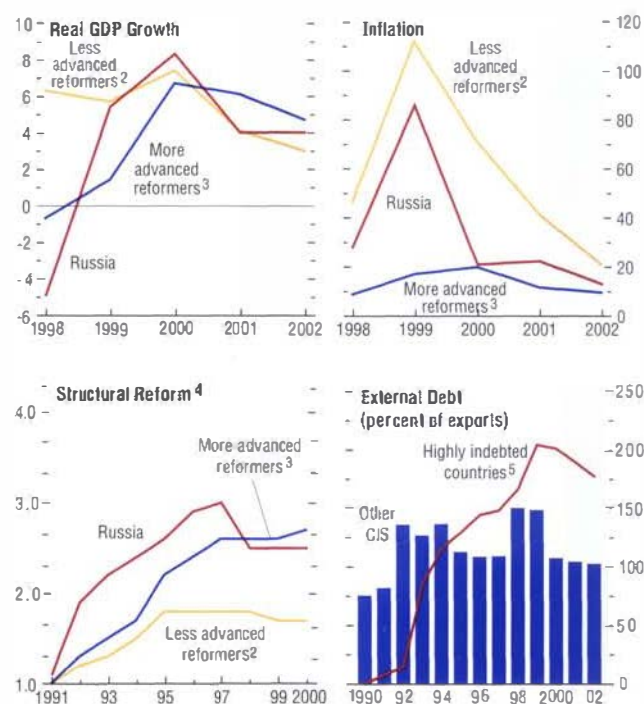 Real GDP Growth
Less
advanced
reformers2
More
advanced
reformers3
Russia
10
8
6
4
2
0
-2
-4
-6
1998 1999 2000 2001 2002
Inflation
Less
advanced
reformers2
Russia
More advanced
reformers3
120
100
80
60
40
20
0
1998 1999 2000 2001 2002
Structural Reform4
More advanced
reformers3
Russia
Less advanced
reformers2
4.0
3.0
2.0
1.0
1991 93 95 97 99 2000
External Debt
(percent of exports)
Highly indebted
countries5
Other
CIS
250
200
150
100
50
0
1990 92 94 96 98 2000 02